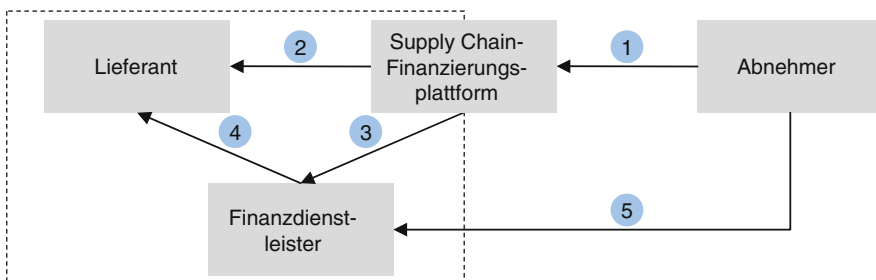 Lieferant
2
Supply Chain-
Finanzierungs-
plattform
1
Abnehmer
4
3
Finanzdienst-
leister
5